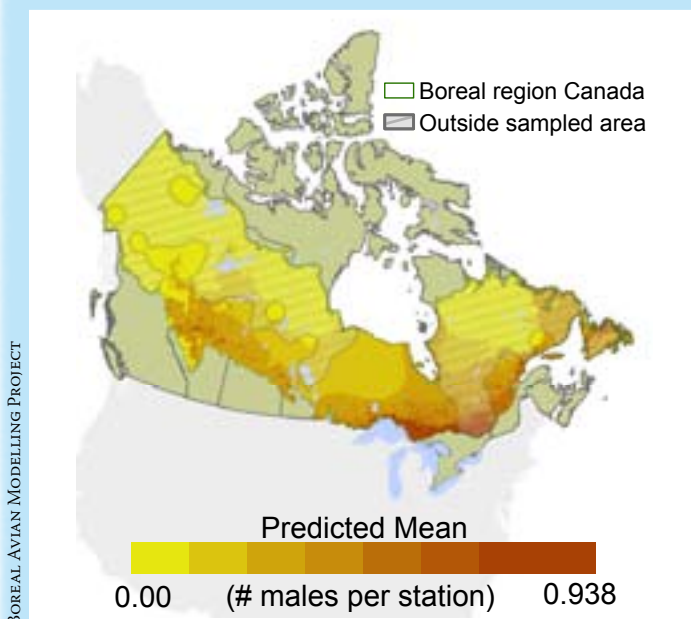 Boreal region Canada
Outside sampled area
BOREAL AVIAN MODELLING PROJECT
Predicted Mean
0.00 (# males per station) 0.938